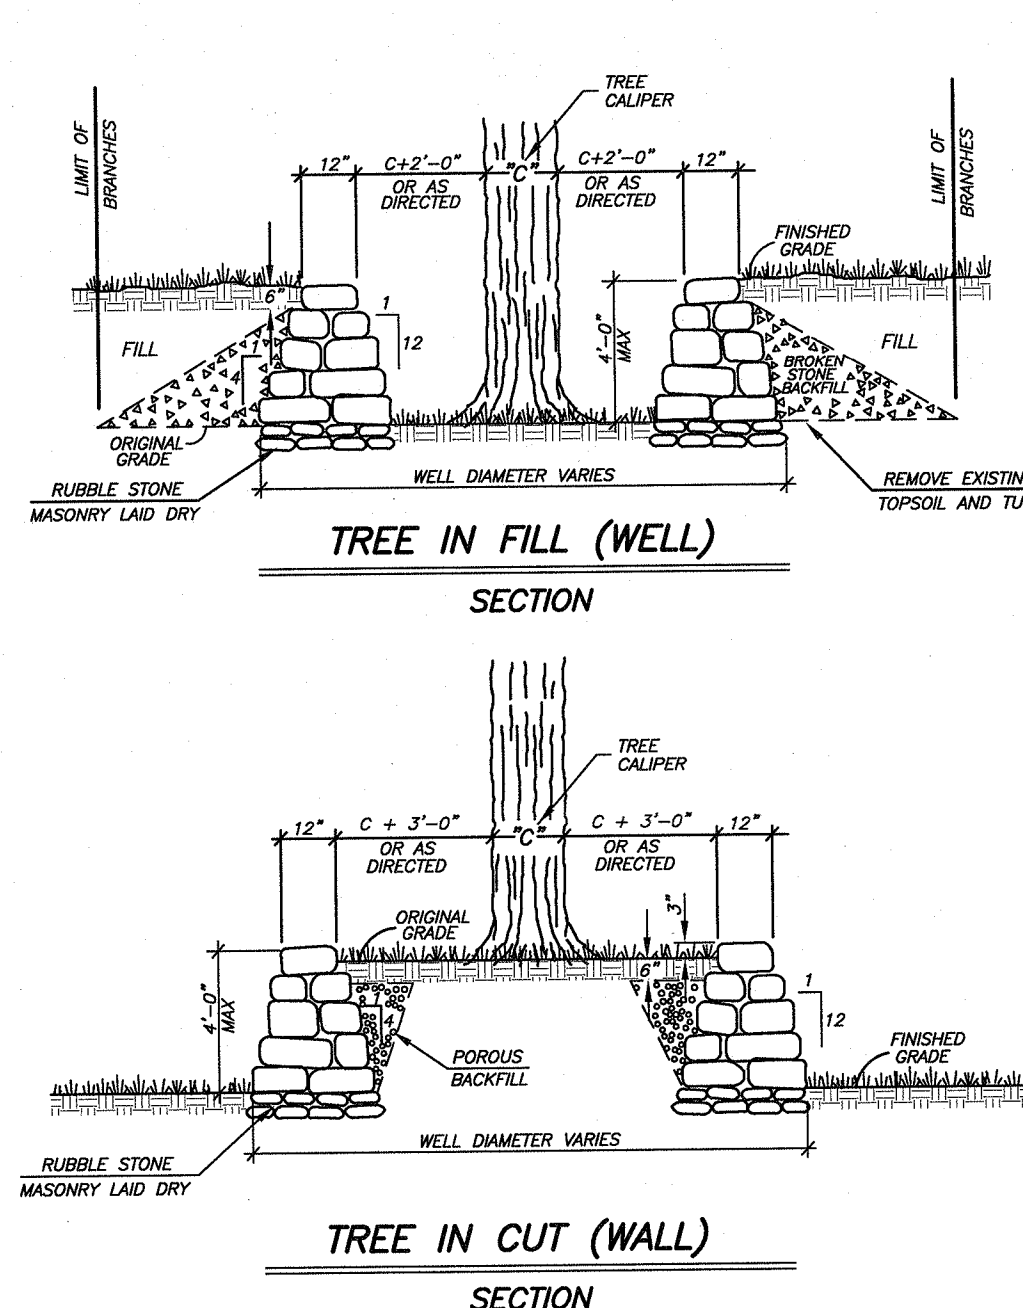 TREE
CALIPER
LIMIT OF
BRANCHES
12"
C+2'-0"
OR AS
DIRECTED
"C"
C+2'-0"
OR AS
DIRECTED
12"
LIMIT OF
BRANCHES
FINISHED
GRADE
6"
1
12
4'-0"
MAX
FILL
1
4
BROKEN
STONE
BACKFILL
FILL
ORIGINAL
GRADE
RUBBLE STONE
MASONRY LAID DRY
WELL DIAMETER VARIES
REMOVE
TOPSOIL AND
TREE IN FILL (WELL)
SECTION
TREE
CALIPER
12"
C + 3'-0"
OR AS
DIRECTED
"C"
C + 3'-0"
OR AS
DIRECTED
12"
ORIGINAL
GRADE
3"
6"
4'-0"
MAX
1
4
1
12
POROUS
BACKFILL
FINISHED
GRADE
RUBBLE STONE
MASONRY LAID DRY
WELL DIAMETER VARIES
TREE IN CUT (WALL)
SECTION